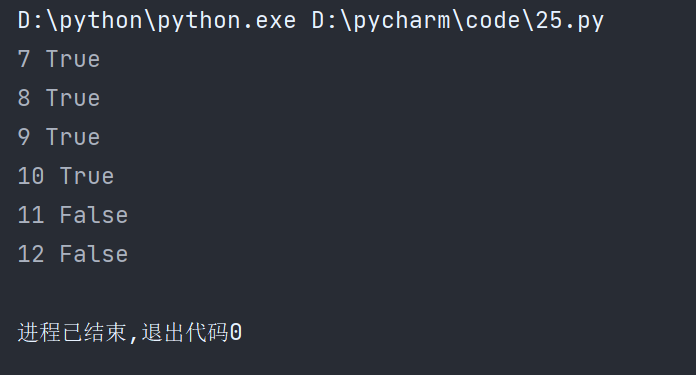 D:\python\python.exe D:\pycharm\code\25.py
7 True
8 True
9 True
10 True
11 False
12 False
进程已结束,退出代码0